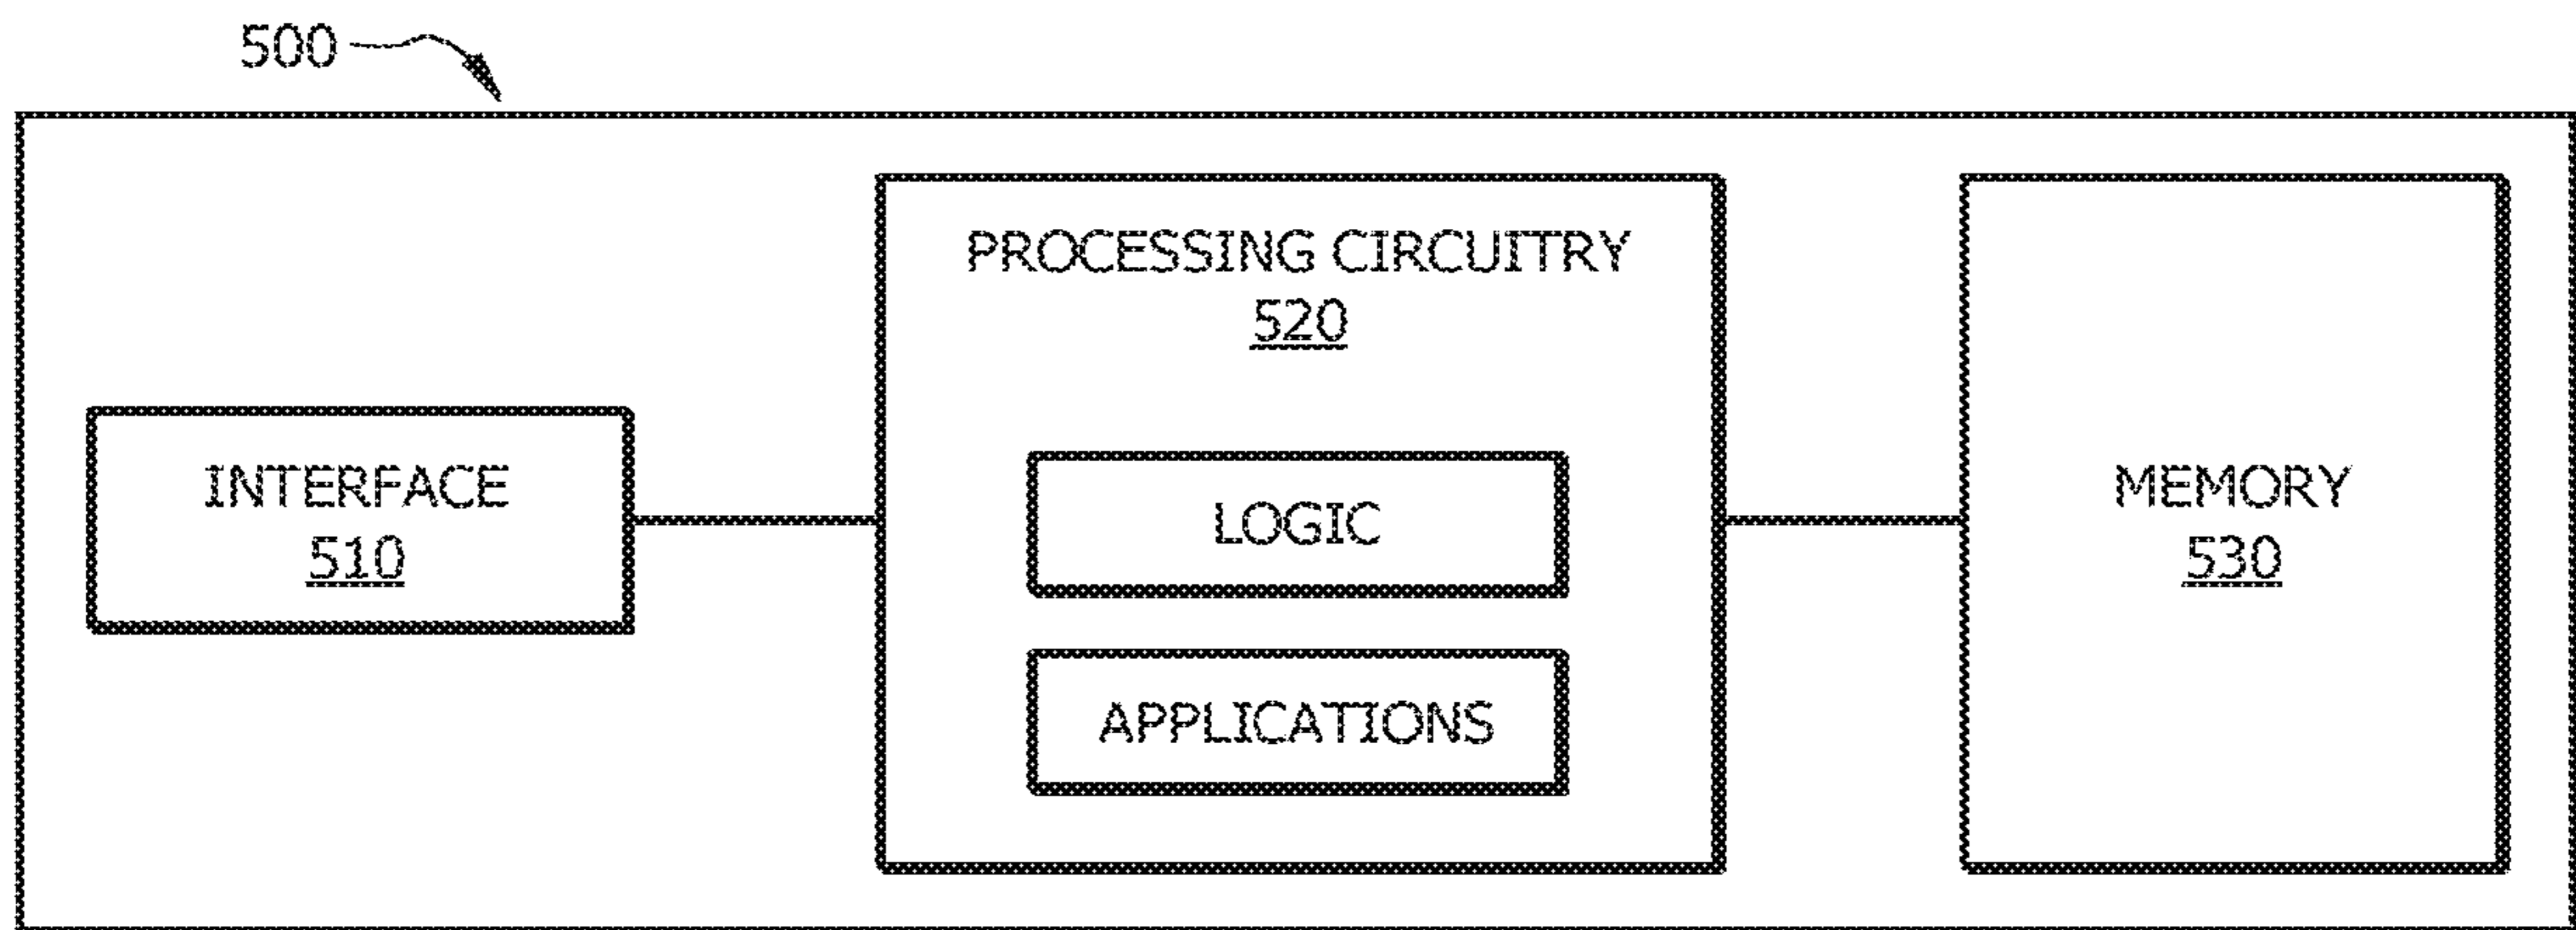 500
PROCESSING CIRCUITRY
520
INTERFACE
510
LOGIC
APPLICATIONS
MEMORY
530